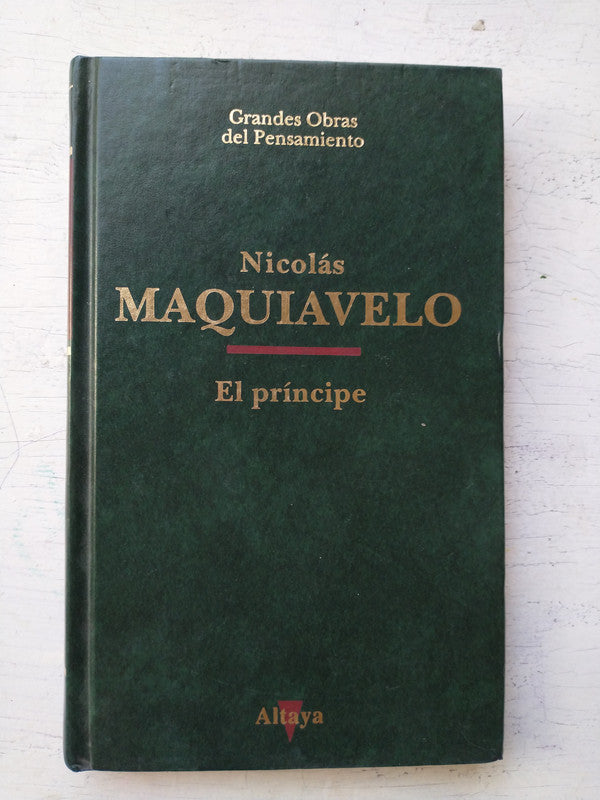 Grandes Obras
del Pensamiento
Nicolás
MAQUIAVELO
El príncipe
Altaya